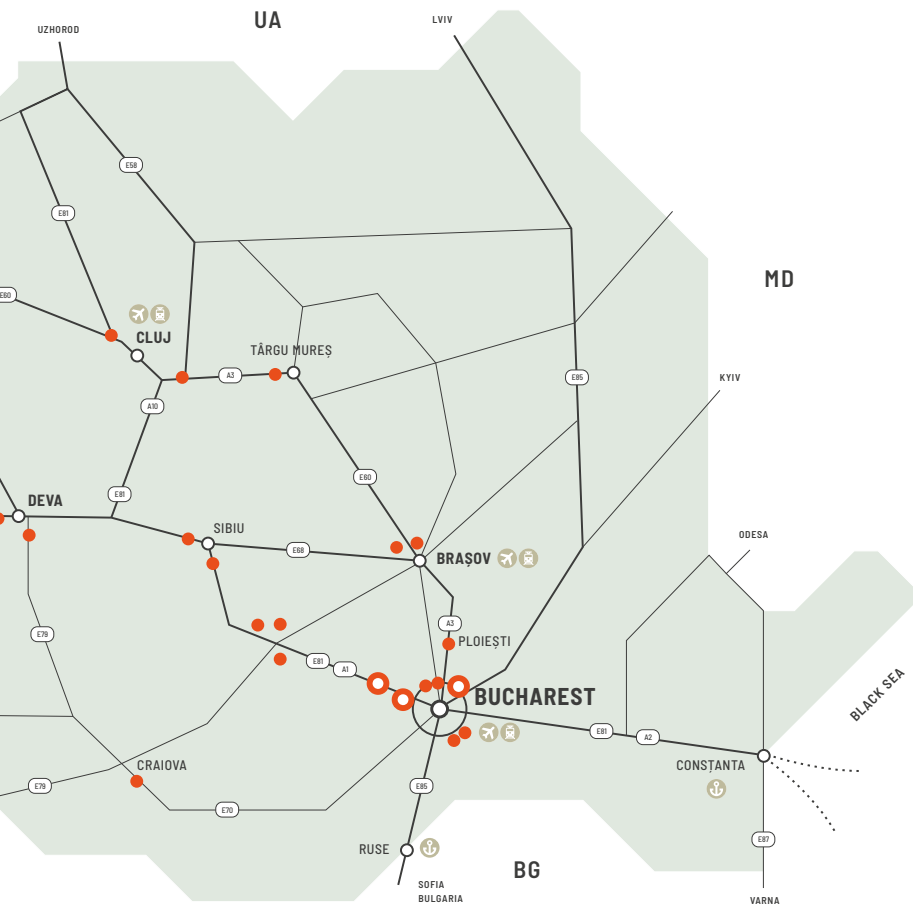 UA
LVIV
UZHOROD
E58
E81
MD
E60
CLUJ
TÂRGU MUREȘ
A3
E85
KYIV
A10
E60
E81
DEVA
SIBIU
ODESA
E68
BRAȘOV
A3
E79
PLOIEȘTI
E81
A1
BUCHAREST
BLACK SEA
E81
A2
CRAIOVA
CONSTANTA
E79
E85
E70
E87
RUSE
BG
SOFIA
BULGARIA
VARNA